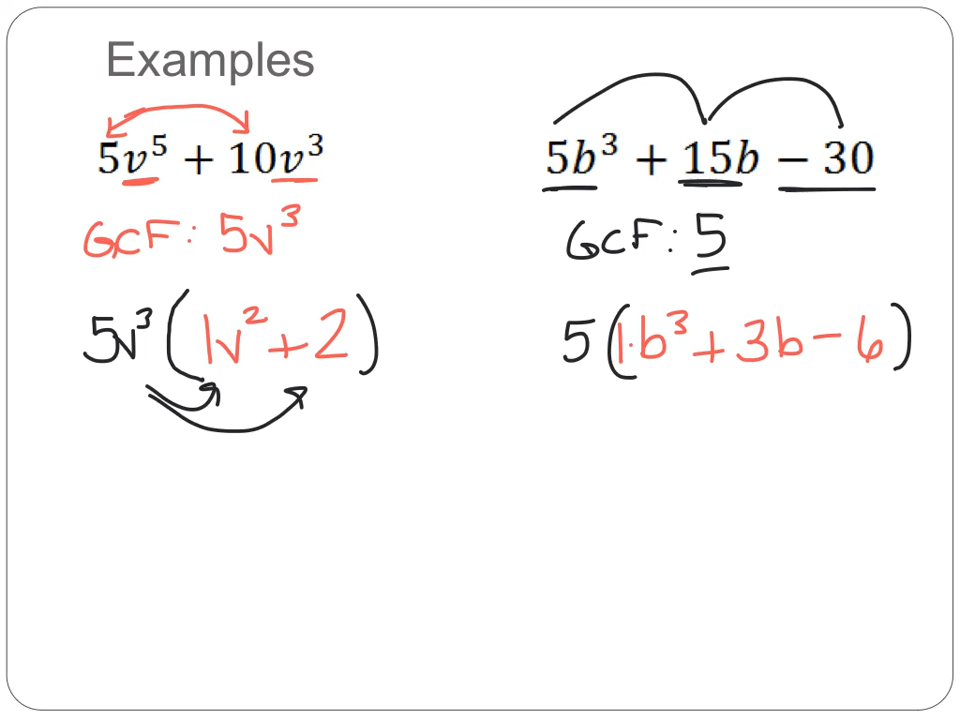 Examples
5v⁵ + 10v³
GCF: 5v³
5v³(1v² + 2)
5b³ + 15b − 30
GCF: 5
5(1·b³ + 3b − 6)